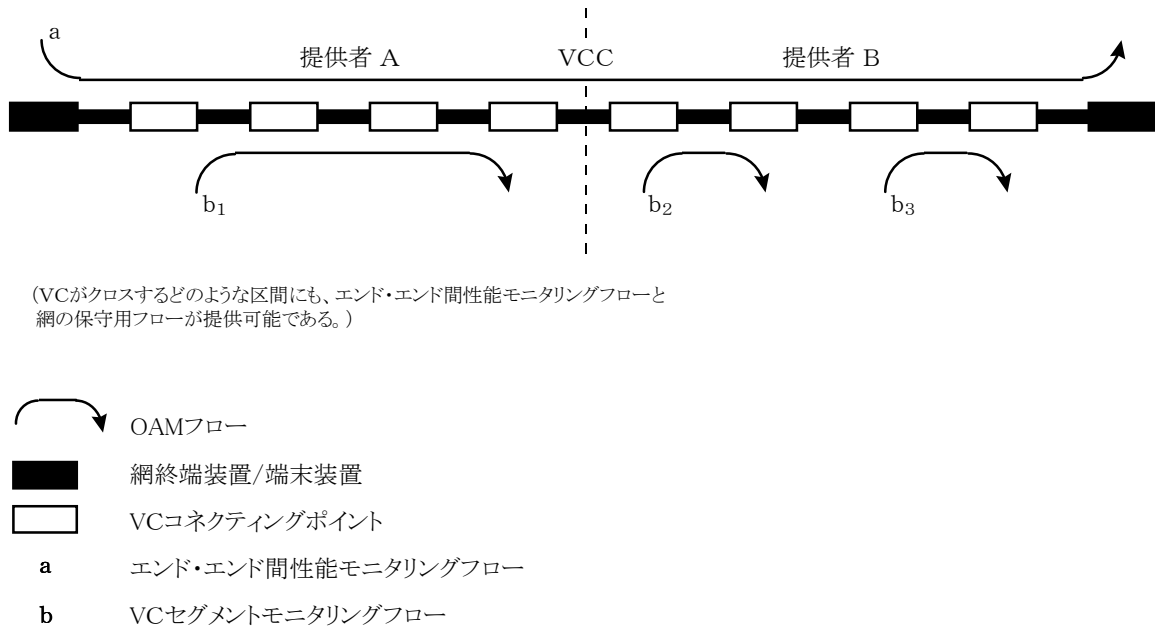 a
提供者 A VCC 提供者 B
b1 b2 b3
(VCがクロスするどのような区間にも、エンド・エンド間性能モニタリングフローと
網の保守用フローが提供可能である。)
OAMフロー
網終端装置/端末装置
VCコネクティングポイント
a エンド・エンド間性能モニタリングフロー
b VCセグメントモニタリングフロー